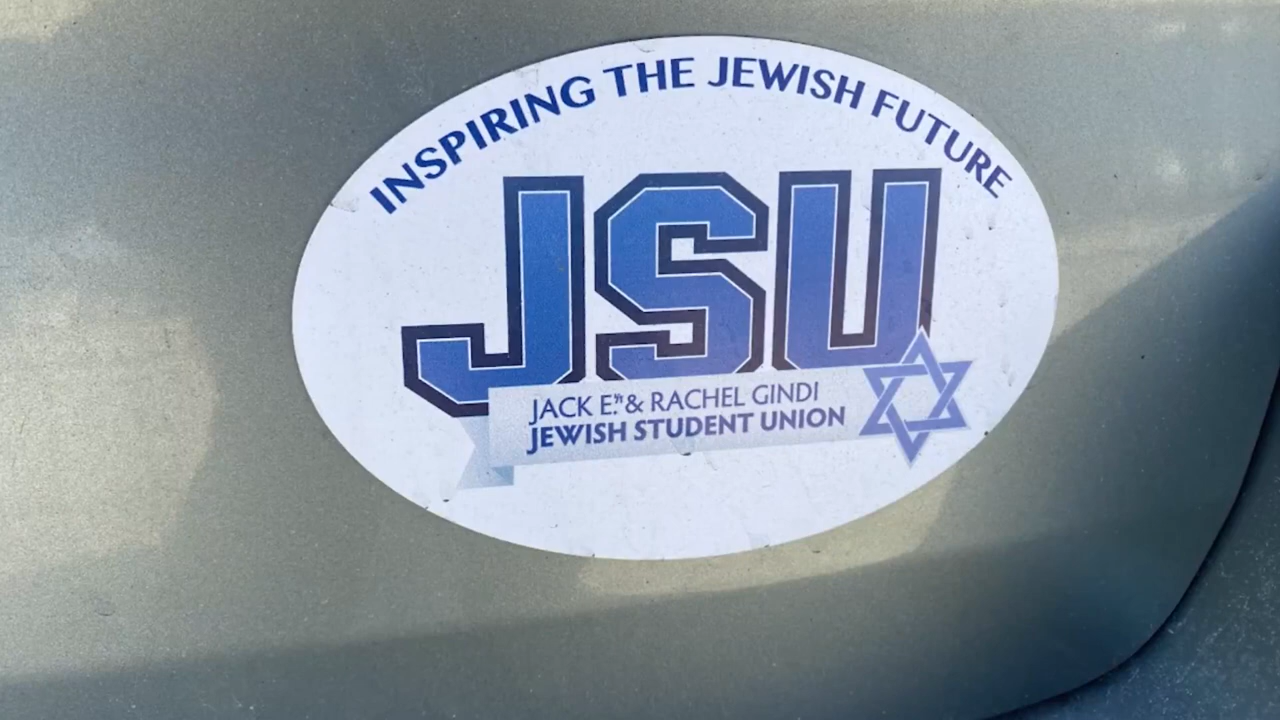 INSPIRING THE JEWISH FUTURE
JSU
JACK E. ע"ה & RACHEL GINDI
JEWISH STUDENT UNION